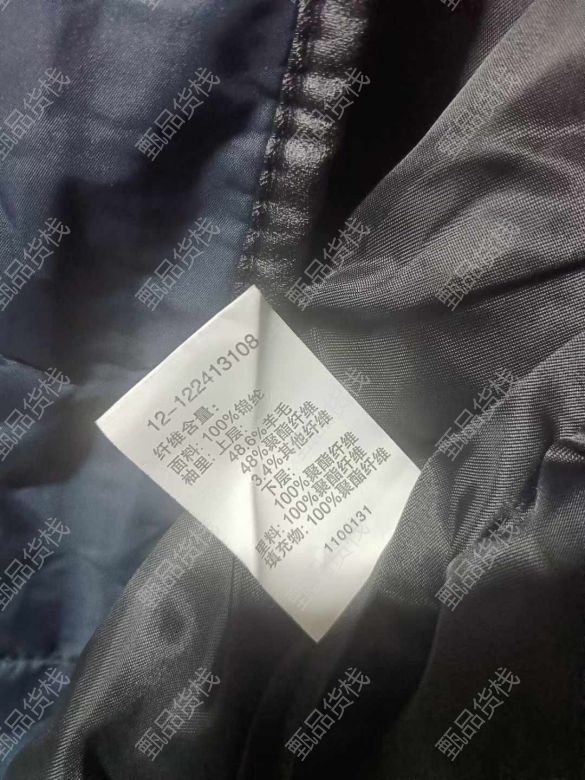 12-122413108
纤维含量:
面料: 100%锦纶
袖里: 上层:
48.6%羊毛
48%聚酯纤维
3.4%其他纤维
下层:
100%聚酯纤维
里料: 100%聚酯纤维
填充物: 100%聚酯纤维
1100131
甄品货栈